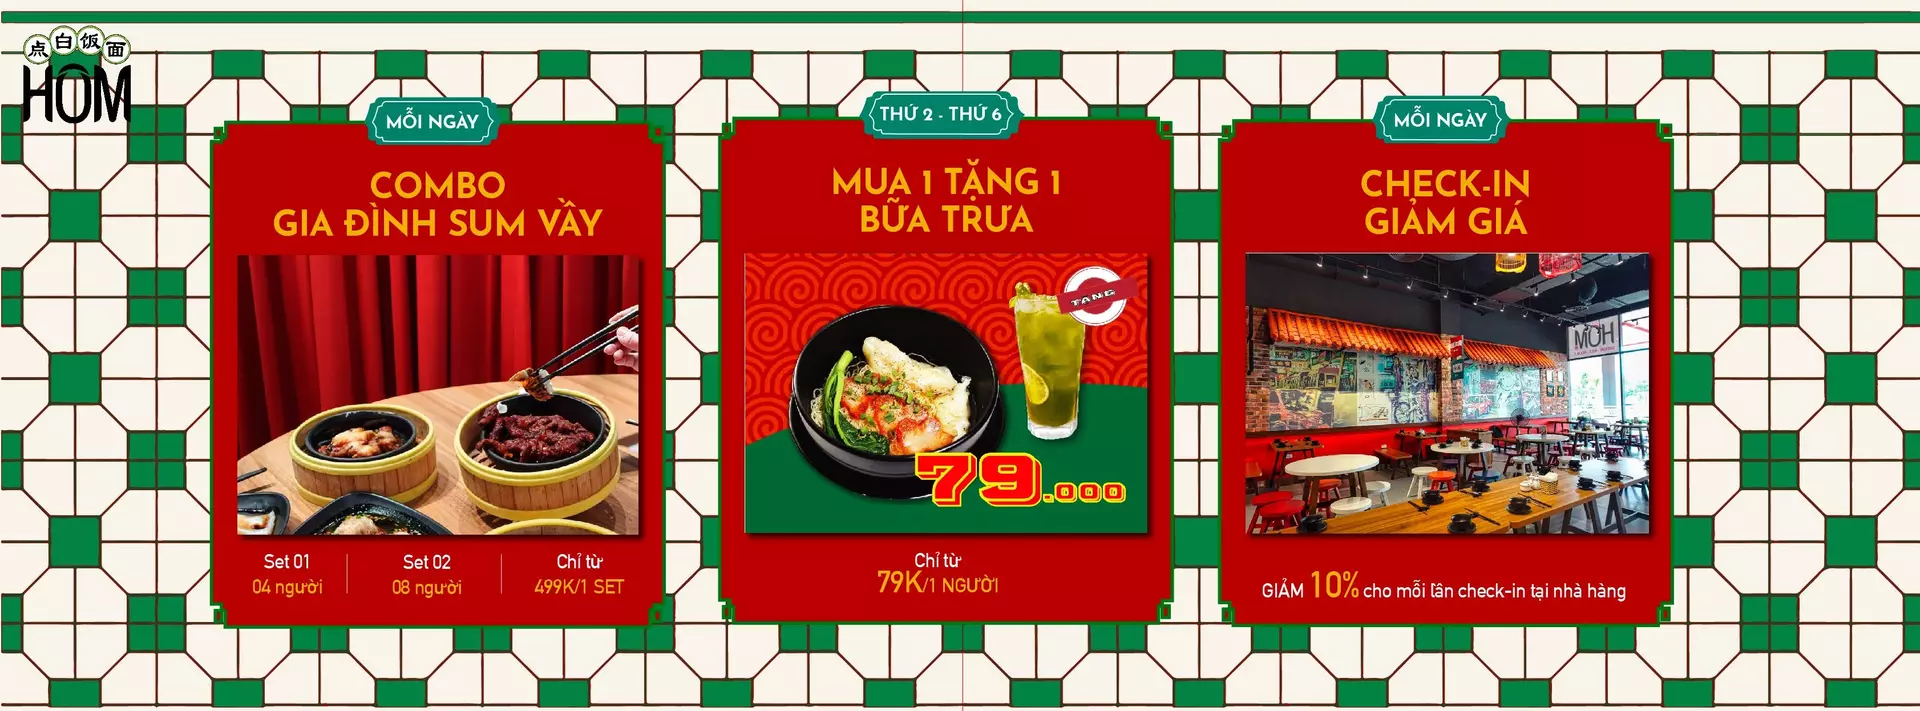 点白饭面
HOM
MỖI NGÀY
COMBO
GIA ĐÌNH SUM VẦY
Set 01
04 người
Set 02
08 người
Chỉ từ
499K/1 SET
THỨ 2 - THỨ 6
MUA 1 TẶNG 1
BỮA TRƯA
TANG
79.000
Chỉ từ
79K/1 NGƯỜI
MỖI NGÀY
CHECK-IN
GIẢM GIÁ
HOM
GIẢM 10% cho mỗi lần check-in tại nhà hàng